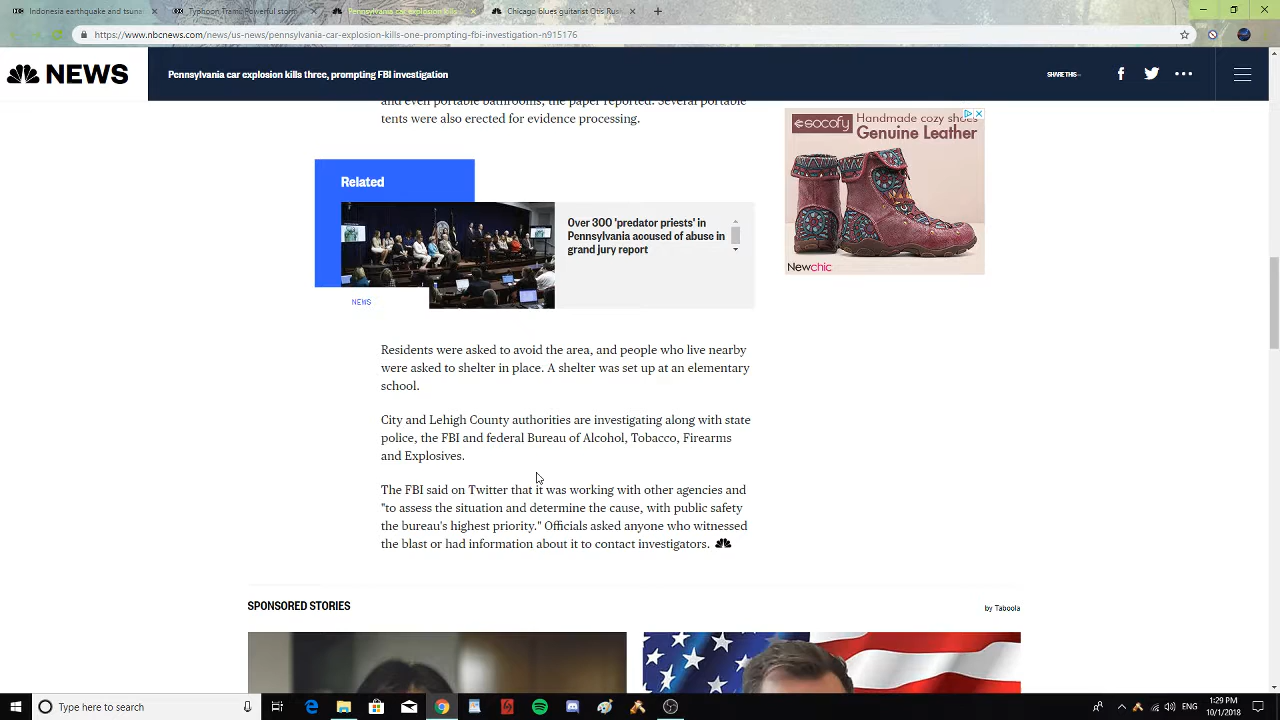 Indonesia earthquake and tsun
Typhoon Trami: Powerful storm
Pennsylvania car explosion kills
Chicago blues guitarist Otis Rus
https://www.nbcnews.com/news/us-news/pennsylvania-car-explosion-kills-one-prompting-fbi-investigation-n915176
NEWS
Pennsylvania car explosion kills three, prompting FBI investigation
SHARE THIS —
and even portable bathrooms, the paper reported. Several portable
tents were also erected for evidence processing.
socofy
Handmade cozy shoes
Genuine Leather
Newchic
Related
Over 300 'predator priests' in
Pennsylvania accused of abuse in
grand jury report
NEWS
Residents were asked to avoid the area, and people who live nearby
were asked to shelter in place. A shelter was set up at an elementary
school.
City and Lehigh County authorities are investigating along with state
police, the FBI and federal Bureau of Alcohol, Tobacco, Firearms
and Explosives.
The FBI said on Twitter that it was working with other agencies and
"to assess the situation and determine the cause, with public safety
the bureau's highest priority." Officials asked anyone who witnessed
the blast or had information about it to contact investigators.
SPONSORED STORIES
by Taboola
Type here to search
ENG
1:29 PM
10/1/2018